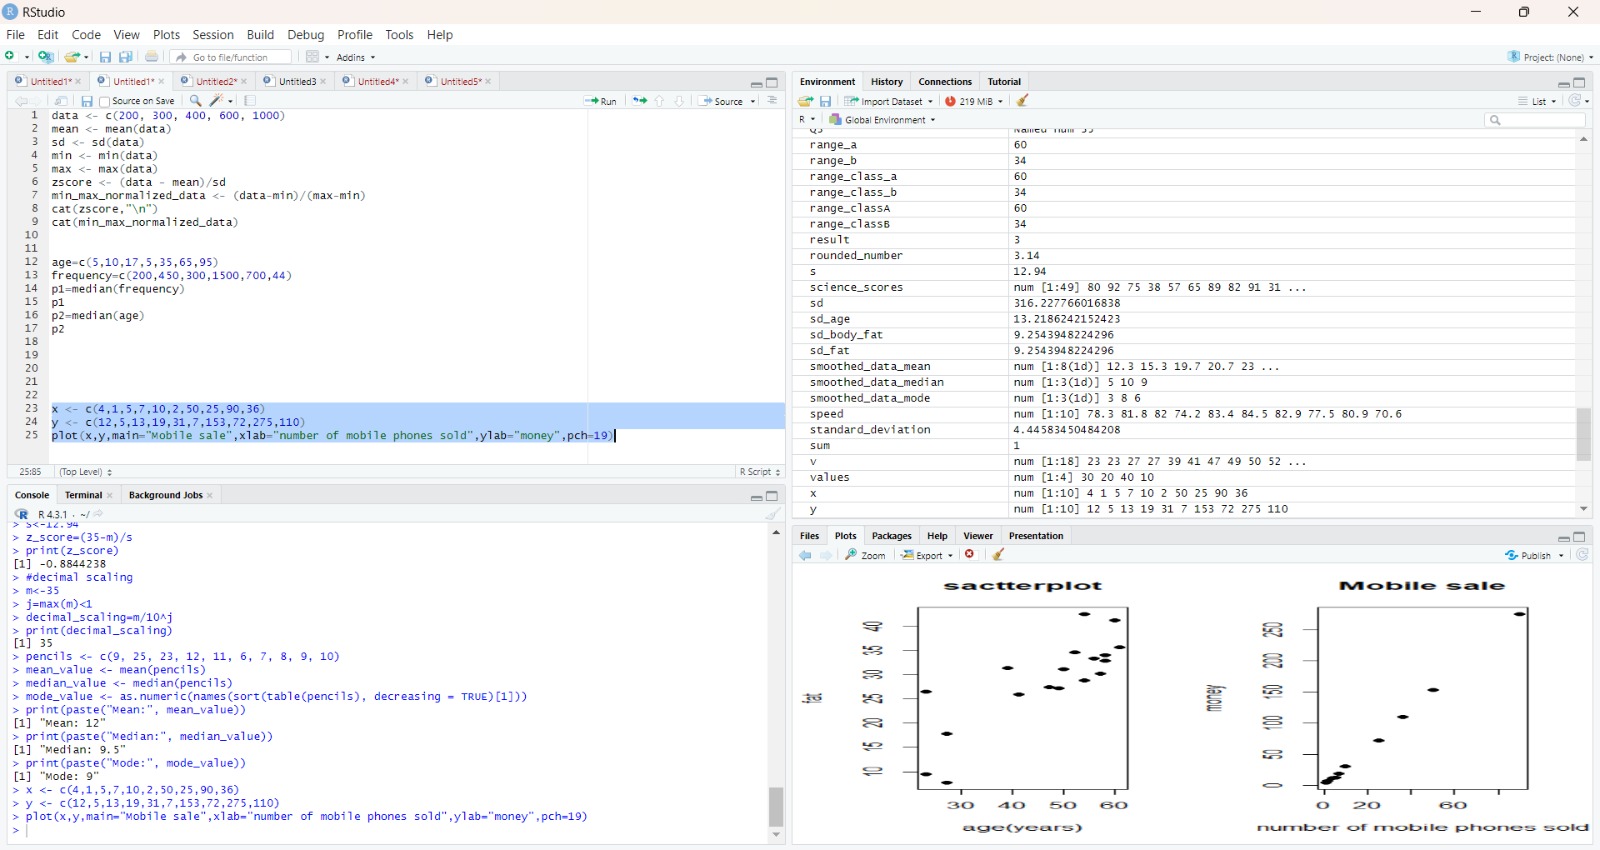 RStudio
File Edit Code View Plots Session Build Debug Profile Tools Help
Go to file/function Addins Project: (None)
Untitled1* Untitled1* Untitled2* Untitled3 Untitled4* Untitled5*
Source on Save Run Source
1 data <- c(200, 300, 400, 600, 1000)
2 mean <- mean(data)
3 sd <- sd(data)
4 min <- min(data)
5 max <- max(data)
6 zscore <- (data - mean)/sd
7 min_max_normalized_data <- (data-min)/(max-min)
8 cat(zscore,"\n")
9 cat(min_max_normalized_data)
10
11
12 age=c(5,10,17,5,35,65,95)
13 frequency=c(200,450,300,1500,700,44)
14 p1=median(frequency)
15 p1
16 p2=median(age)
17 p2
18
19
20
21
22
23 x <- c(4,1,5,7,10,2,50,25,90,36)
24 y <- c(12,5,13,19,31,7,153,72,275,110)
25 plot(x,y,main="Mobile sale",xlab="number of mobile phones sold",ylab="money",pch=19)
25:85 (Top Level) R Script
Console Terminal Background Jobs
R 4.3.1 · ~/
> s<-12.94
> z_score=(35-m)/s
> print(z_score)
[1] -0.8844238
> #decimal scaling
> m<-35
> j=max(m)<1
> decimal_scaling=m/10^j
> print(decimal_scaling)
[1] 35
> pencils <- c(9, 25, 23, 12, 11, 6, 7, 8, 9, 10)
> mean_value <- mean(pencils)
> median_value <- median(pencils)
> mode_value <- as.numeric(names(sort(table(pencils), decreasing = TRUE)[1]))
> print(paste("Mean:", mean_value))
[1] "Mean: 12"
> print(paste("Median:", median_value))
[1] "Median: 9.5"
> print(paste("Mode:", mode_value))
[1] "Mode: 9"
> x <- c(4,1,5,7,10,2,50,25,90,36)
> y <- c(12,5,13,19,31,7,153,72,275,110)
> plot(x,y,main="Mobile sale",xlab="number of mobile phones sold",ylab="money",pch=19)
>
Environment History Connections Tutorial
Import Dataset 219 MiB List
R Global Environment
Q3 Named num 55
range_a 60
range_b 34
range_class_a 60
range_class_b 34
range_classA 60
range_classB 34
result 3
rounded_number 3.14
s 12.94
science_scores num [1:49] 80 92 75 38 57 65 89 82 91 31 ...
sd 316.227766016838
sd_age 13.2186242152423
sd_body_fat 9.2543948224296
sd_fat 9.2543948224296
smoothed_data_mean num [1:8(1d)] 12.3 15.3 19.7 20.7 23 ...
smoothed_data_median num [1:3(1d)] 5 10 9
smoothed_data_mode num [1:3(1d)] 3 8 6
speed num [1:10] 78.3 81.8 82 74.2 83.4 84.5 82.9 77.5 80.9 70.6
standard_deviation 4.44583450484208
sum 1
v num [1:18] 23 23 27 27 39 41 47 49 50 52 ...
values num [1:4] 30 20 40 10
x num [1:10] 4 1 5 7 10 2 50 25 90 36
y num [1:10] 12 5 13 19 31 7 153 72 275 110
Files Plots Packages Help Viewer Presentation
Zoom Export Publish
sactterplot
fat
40
35
30
25
20
15
10
30 40 50 60
age(years)
Mobile sale
money
250
200
150
100
50
0
0 20 60
number of mobile phones sold